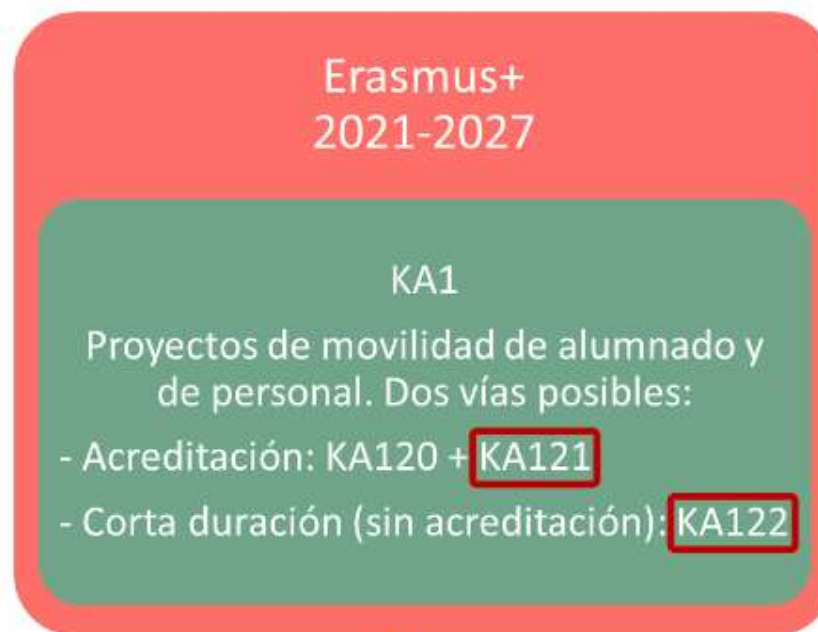 Erasmus+
2021-2027
KA1
Proyectos de movilidad de alumnado y
de personal. Dos vías posibles:
- Acreditación: KA120 + KA121
- Corta duración (sin acreditación): KA122